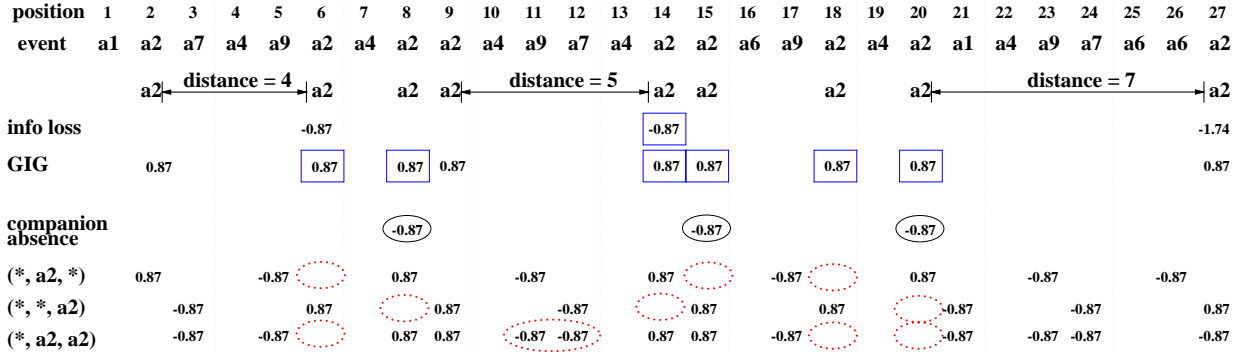 position 1 2 3 4 5 6 7 8 9 10 11 12 13 14 15 16 17 18 19 20 21 22 23 24 25 26 27
event a1 a2 a7 a4 a9 a2 a4 a2 a2 a4 a9 a7 a4 a2 a2 a6 a9 a2 a4 a2 a1 a4 a9 a7 a6 a6 a2
a2 distance = 4 a2 a2 a2 distance = 5 a2 a2 a2 a2 distance = 7 a2
info loss -0.87 -0.87 -1.74
GIG 0.87 0.87 0.87 0.87 0.87 0.87 0.87 0.87 0.87
companion
absence -0.87 -0.87 -0.87
(*, a2, *) 0.87 -0.87 0.87 -0.87 0.87 -0.87 0.87 -0.87 -0.87
(*, *, a2) -0.87 0.87 0.87 -0.87 0.87 0.87 -0.87 -0.87 0.87
(*, a2, a2) -0.87 -0.87 0.87 0.87 -0.87 -0.87 0.87 0.87 -0.87 -0.87 -0.87 -0.87 -0.87